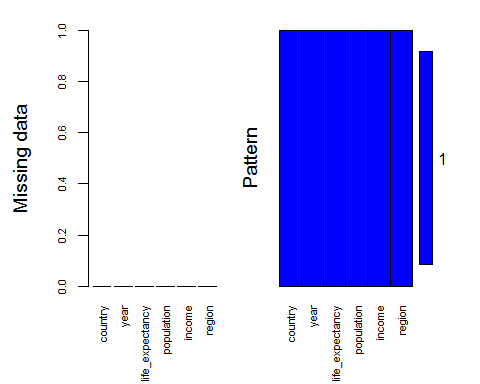 Missing data
1.0
0.8
0.6
0.4
0.2
0.0
country
year
life_expectancy
population
income
region
Pattern
country
year
life_expectancy
population
income
region
1